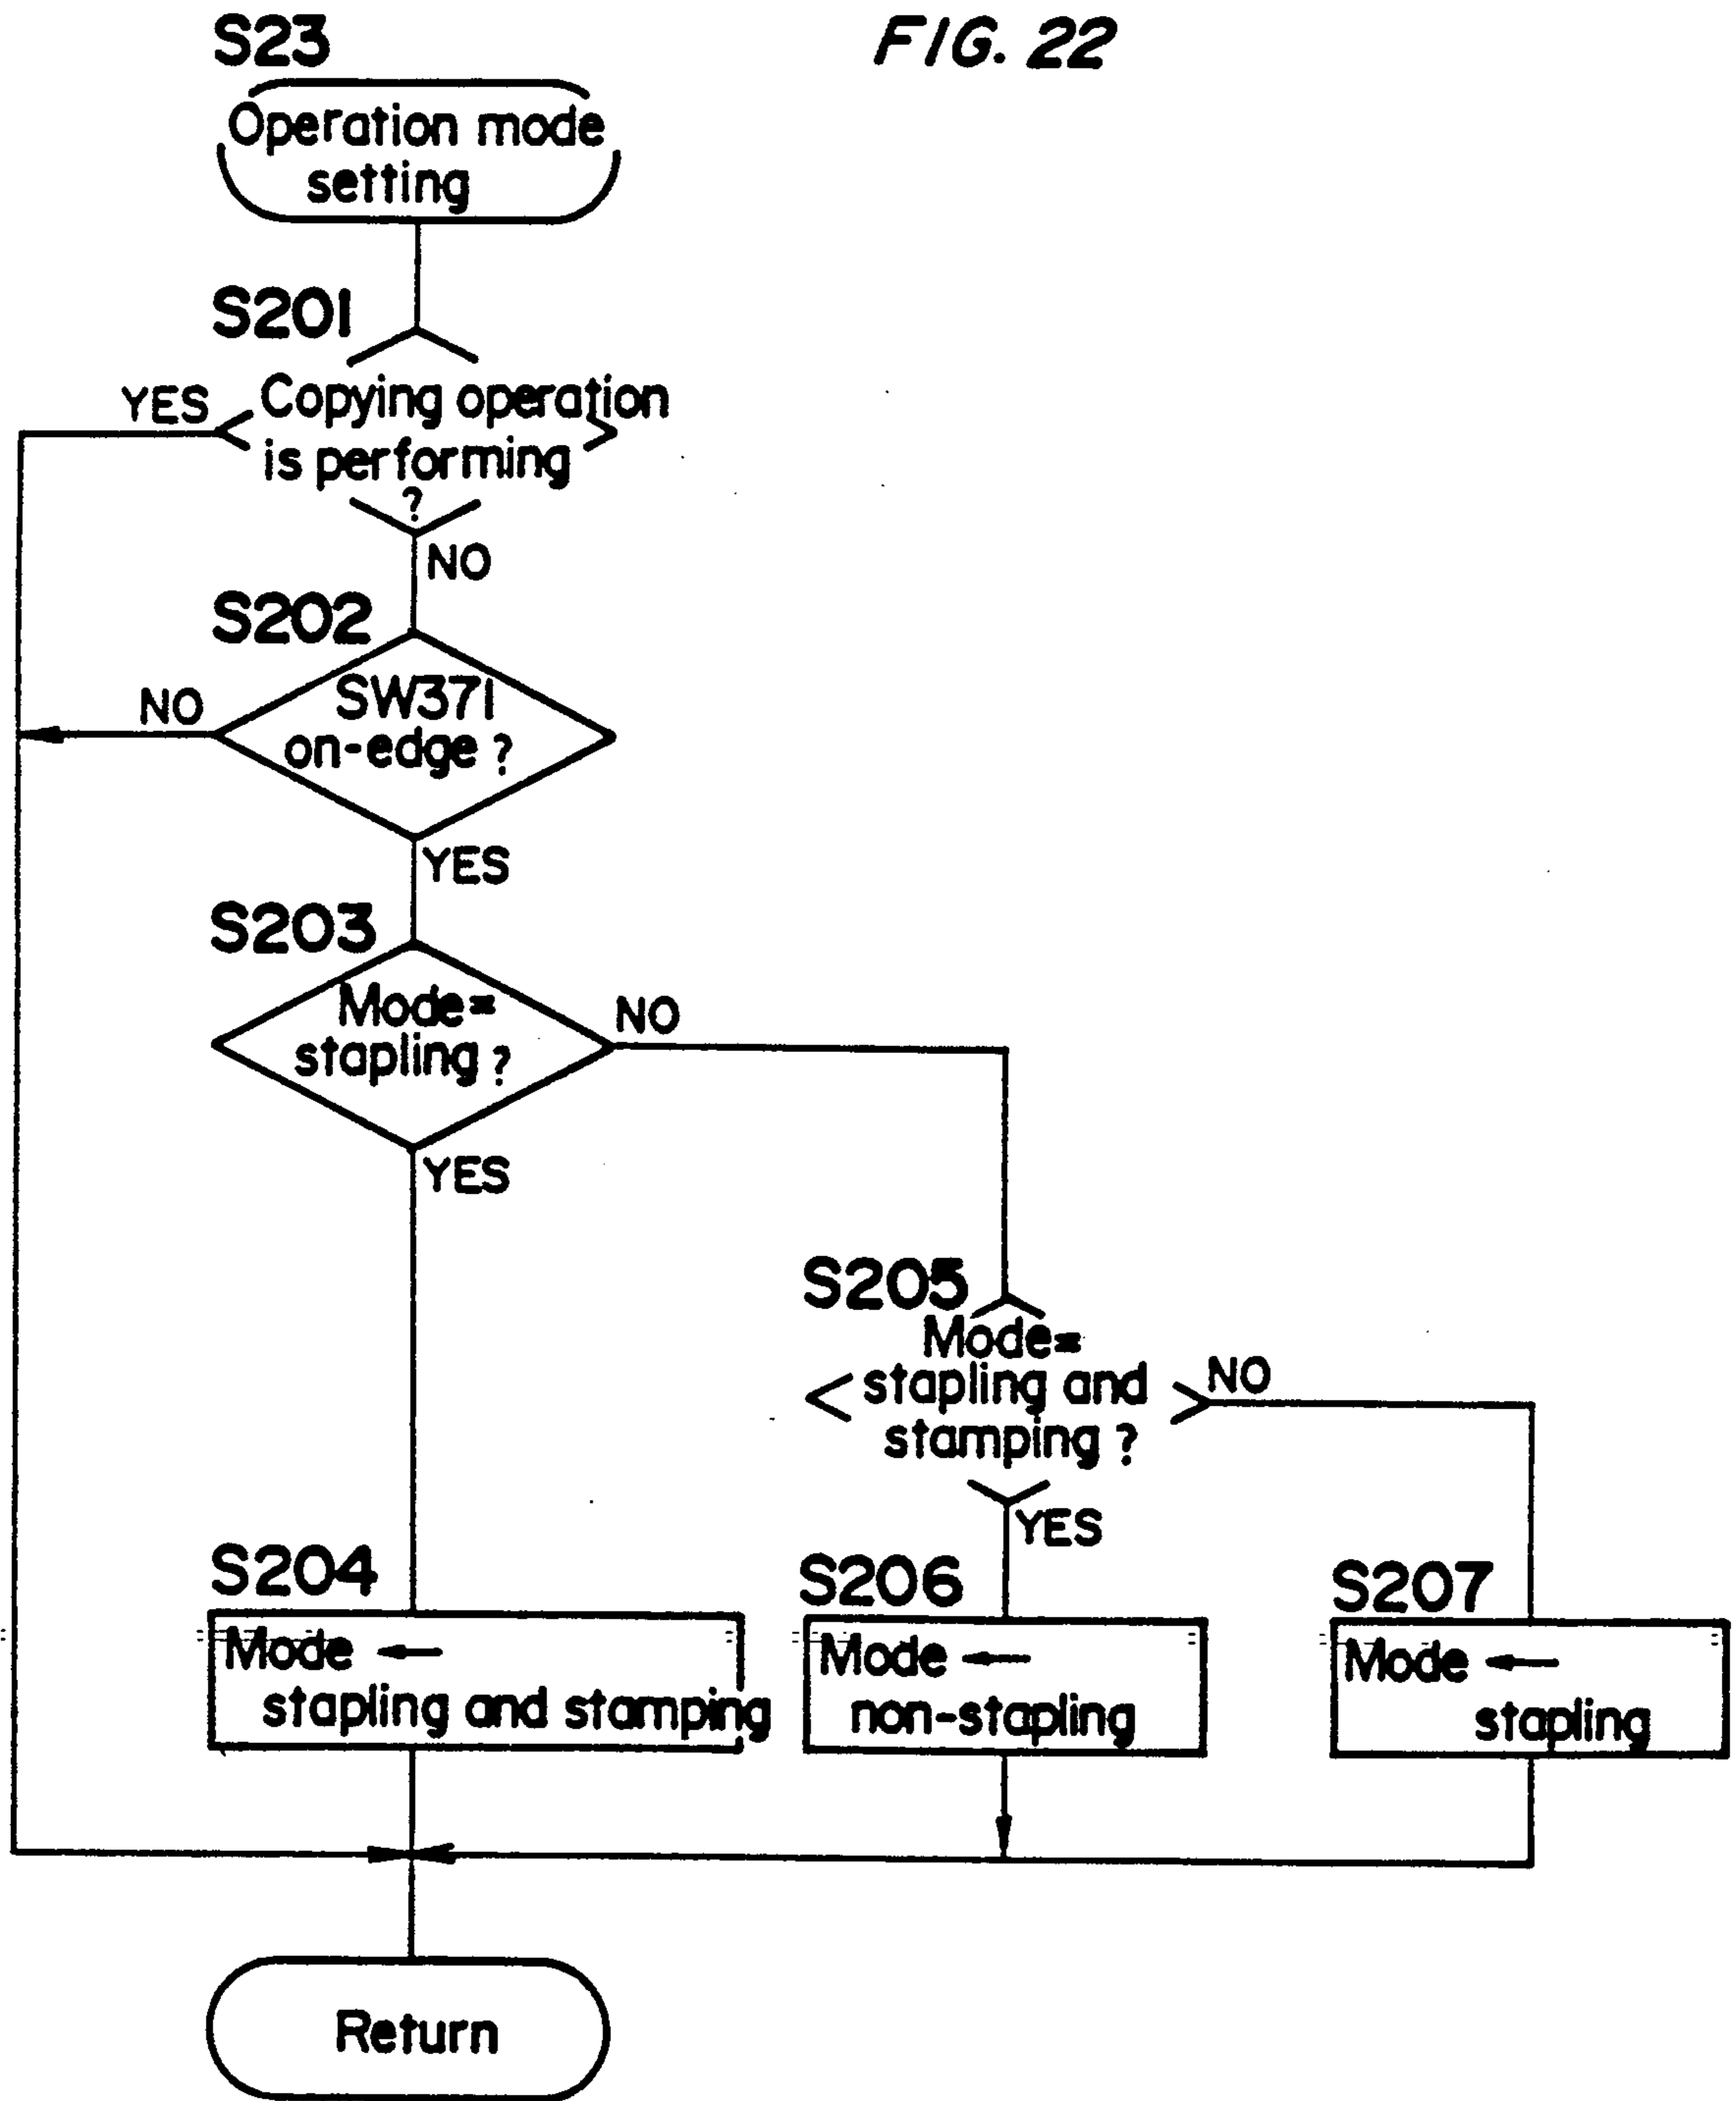 FIG. 22
S23
Operation mode
setting
S201
YES
Copying operation
is performing
?
NO
S202
NO
SW371
on-edge ?
YES
S203
Mode=
stapling ?
NO
YES
S205
Mode=
stapling and
stamping ?
NO
YES
S204
Mode ←
stapling and stamping
S206
Mode ←
non-stapling
S207
Mode ←
stapling
Return